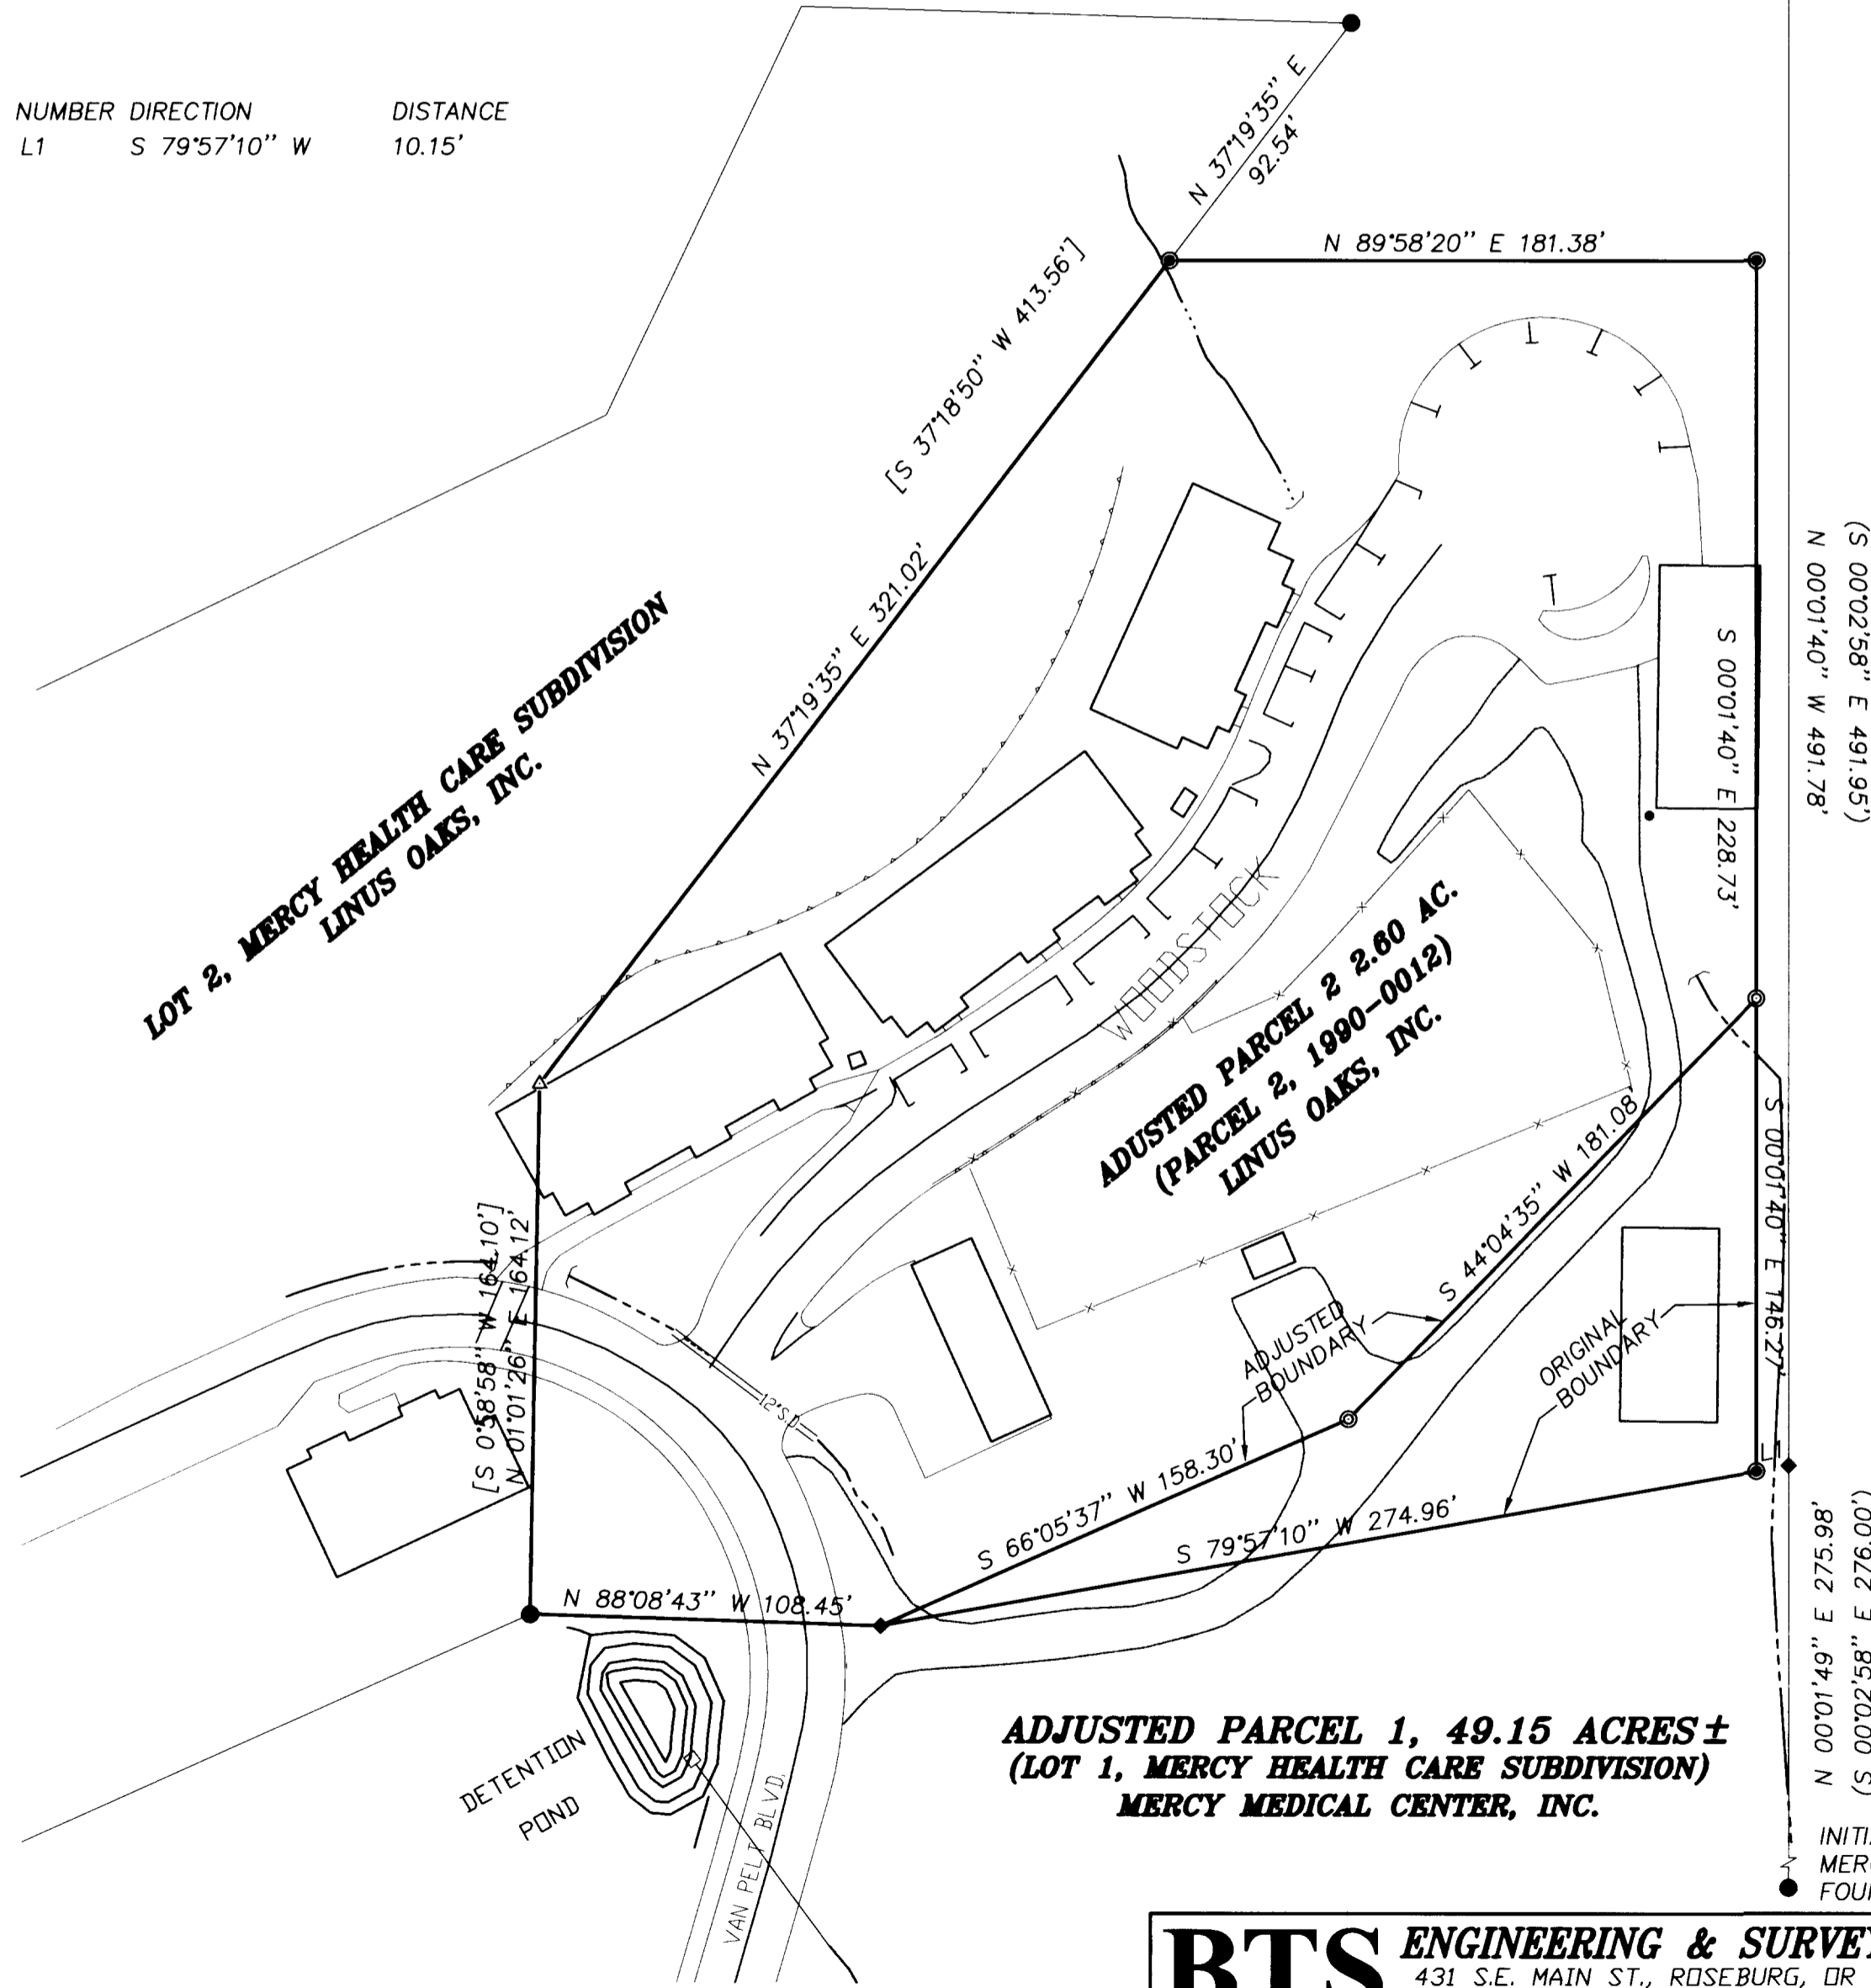 NUMBER DIRECTION DISTANCE
L1 S 79°57'10" W 10.15'
N 37°19'35" E
92.54'
N 89°58'20" E 181.38'
[S 37°18'50" W 413.56']
N 37°19'35" E 321.02'
(S 00°02'58" E 491.95')
N 00°01'40" W 491.78'
S 00°01'40" E 228.73'
LOT 2, MERCY HEALTH CARE SUBDIVISION
LINUS OAKS, INC.
WOODSTOCK
ADUSTED PARCEL 2 2.60 AC.
(PARCEL 2, 1990-0012)
LINUS OAKS, INC.
S 44°04'35" W 181.08'
S 00°01'40" E 146.27'
[S 0°58'58" W 164.10']
N 01°01'26" E 164.12'
ADJUSTED
BOUNDARY
ORIGINAL
BOUNDARY
12" S.D.
L1
S 66°05'37" W 158.30'
S 79°57'10" W 274.96'
N 88°08'43" W 108.45'
N 00°01'49" E 275.98'
(S 00°02'58" E 276.00')
DETENTION
POND
VAN PELT BLVD.
ADJUSTED PARCEL 1, 49.15 ACRES±
(LOT 1, MERCY HEALTH CARE SUBDIVISION)
MERCY MEDICAL CENTER, INC.
BTS ENGINEERING &
431 S.E. MAIN ST., ROSEBURG, OR